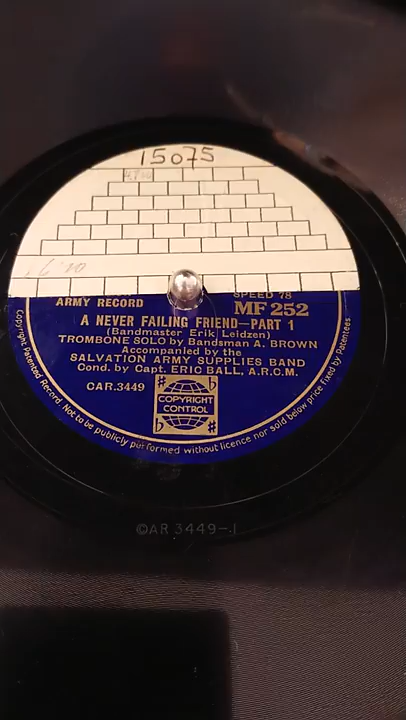 15075
ARMY RECORD
SPEED 78
MF 252
A NEVER FAILING FRIEND—PART 1
(Bandmaster Erik Leidzen)
TROMBONE SOLO by Bandsman A. BROWN
Accompanied by the
SALVATION ARMY SUPPLIES BAND
Cond. by Capt. ERIC BALL, A.R.C.M.
CAR.3449
COPYRIGHT
CONTROL
Copyright Patented Record. Not to be publicly performed without licence nor sold below price fixed by Patentees.
CAR 3449-1